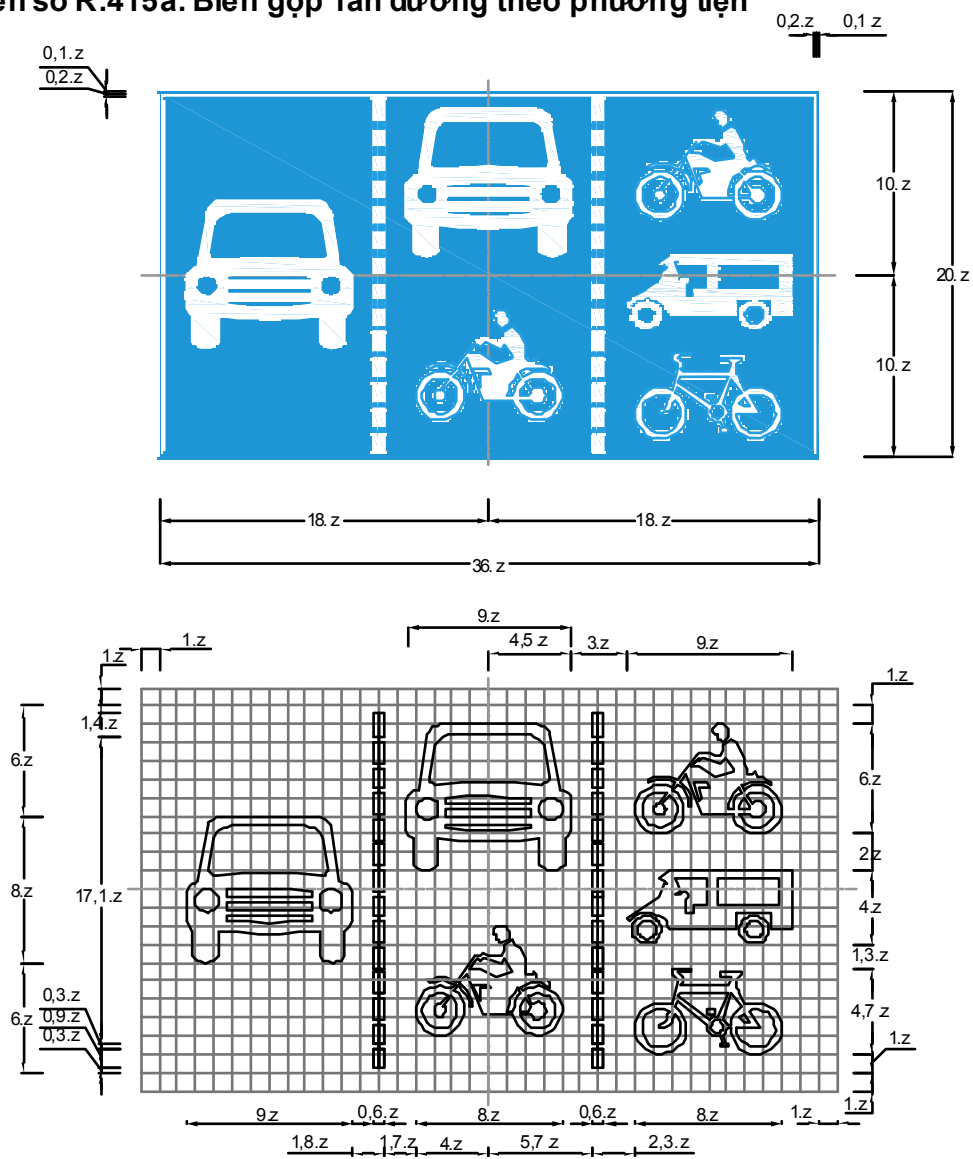 số R.415a. Biển gộp làn đường theo phương tiện
0,2.z 0,1.z
0,1.z
0,2.z
10.z
20.z
10.z
18.z 18.z
36.z
9.z
1.z 4,5.z 3.z 9.z
1.z
1.z
1,4.z
6.z 6.z
2.z
8.z 17,1.z 4.z
1,3.z
0,3.z
0,9.z 4,7 z
6.z
0,3.z 1.z
1.z
9.z 0,6.z 8.z 0,6.z 8.z 1.z
1,8.z 1,7.z 4.z 5,7 z 2,3.z